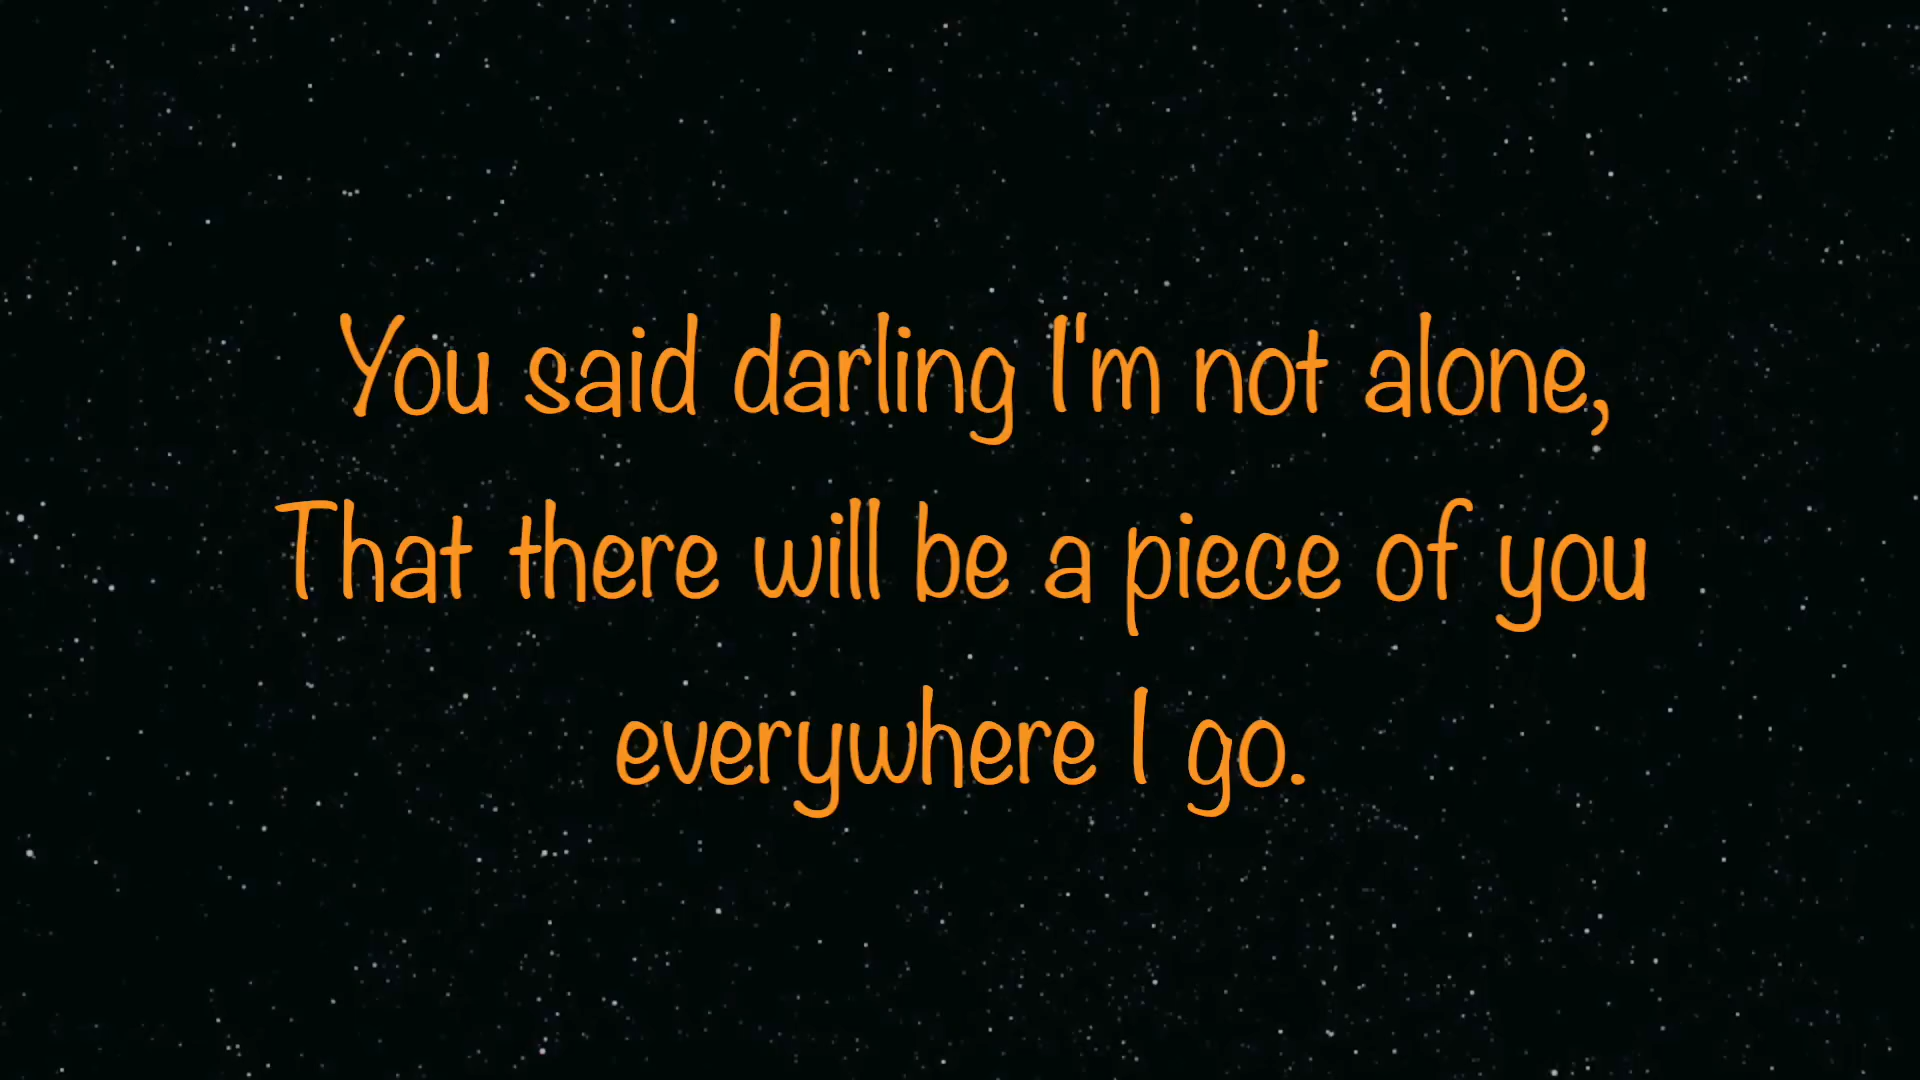 You said darling I'm not alone,
That there will be a piece of you
everywhere I go.